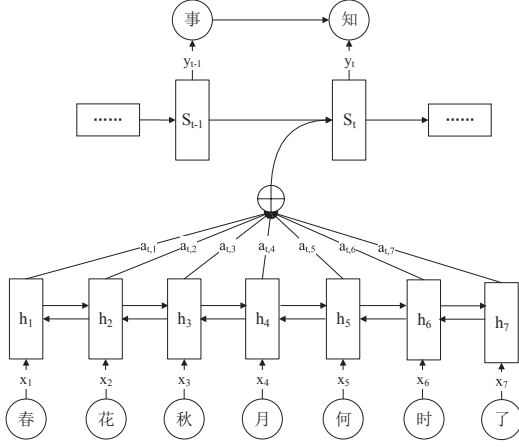 事 知
y_{t-1} y_t
...... S_{t-1} S_t ......
a_{t,1} a_{t,2} a_{t,3} a_{t,4} a_{t,5} a_{t,6} a_{t,7}
h_1 h_2 h_3 h_4 h_5 h_6 h_7
x_1 x_2 x_3 x_4 x_5 x_6 x_7
春 花 秋 月 何 时 了